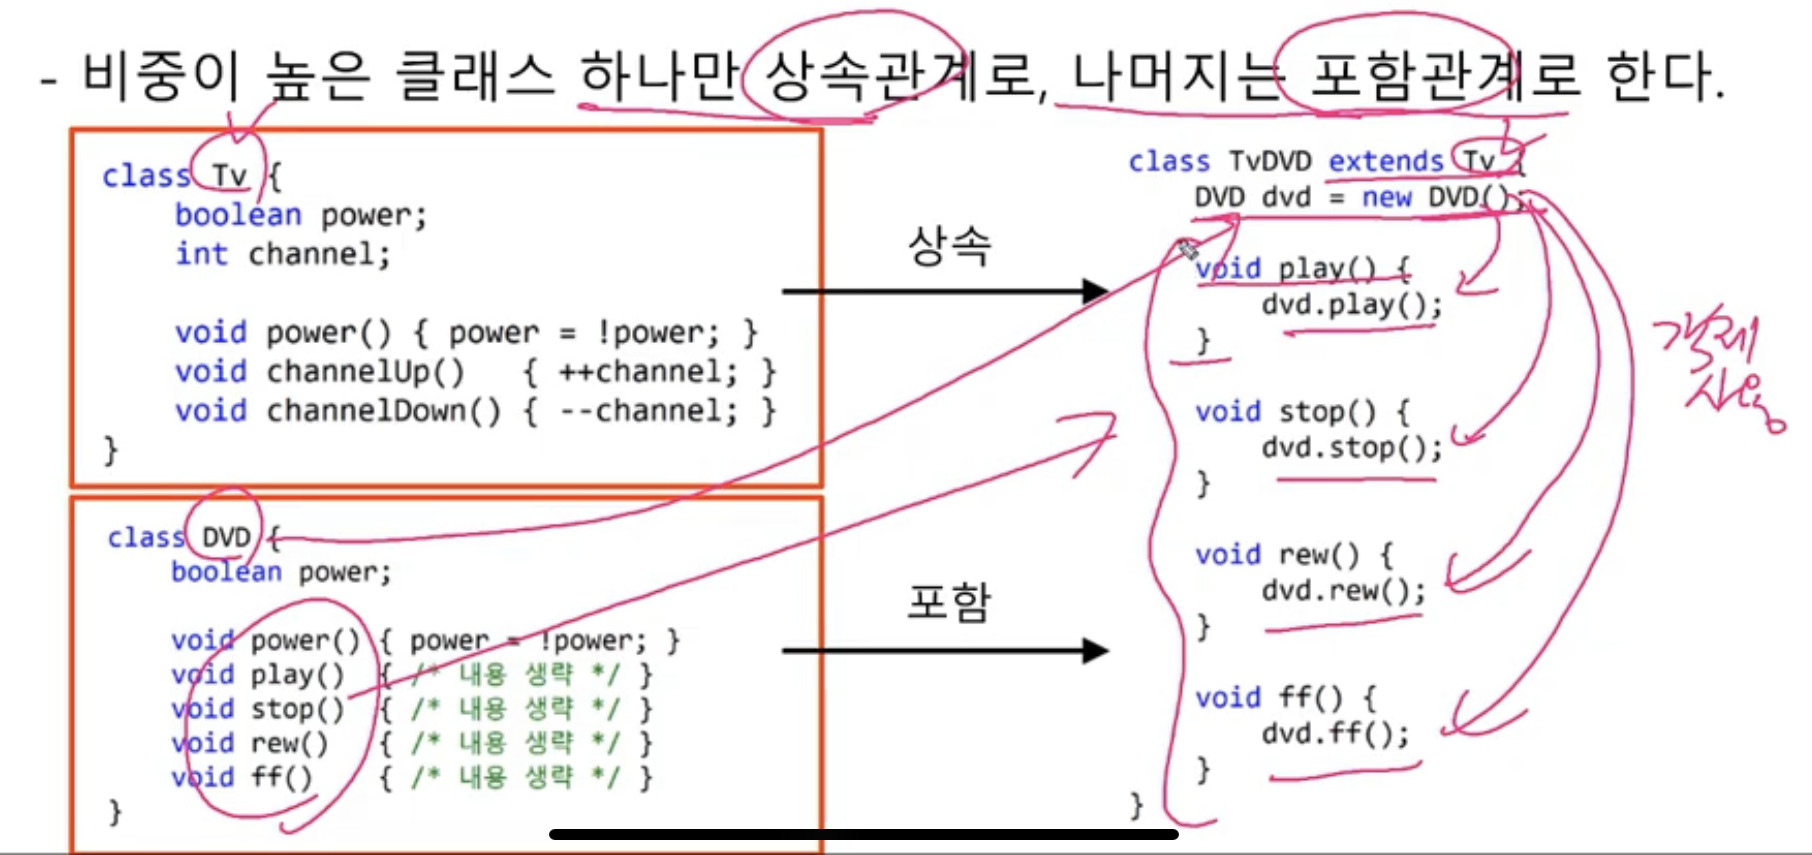 - 비중이 높은 클래스 하나만 상속관계로, 나머지는 포함관계로 한다.
class Tv {
boolean power;
int channel;
void power() { power = !power; }
void channelUp() { ++channel; }
void channelDown() { --channel; }
}
class DVD {
boolean power;
void power() { power = !power; }
void play() { /* 내용 생략 */ }
void stop() { /* 내용 생략 */ }
void rew() { /* 내용 생략 */ }
void ff() { /* 내용 생략 */ }
}
상속
포함
class TvDVD extends Tv {
DVD dvd = new DVD();
void play() {
dvd.play();
}
void stop() {
dvd.stop();
}
void rew() {
dvd.rew();
}
void ff() {
dvd.ff();
}
}
사용